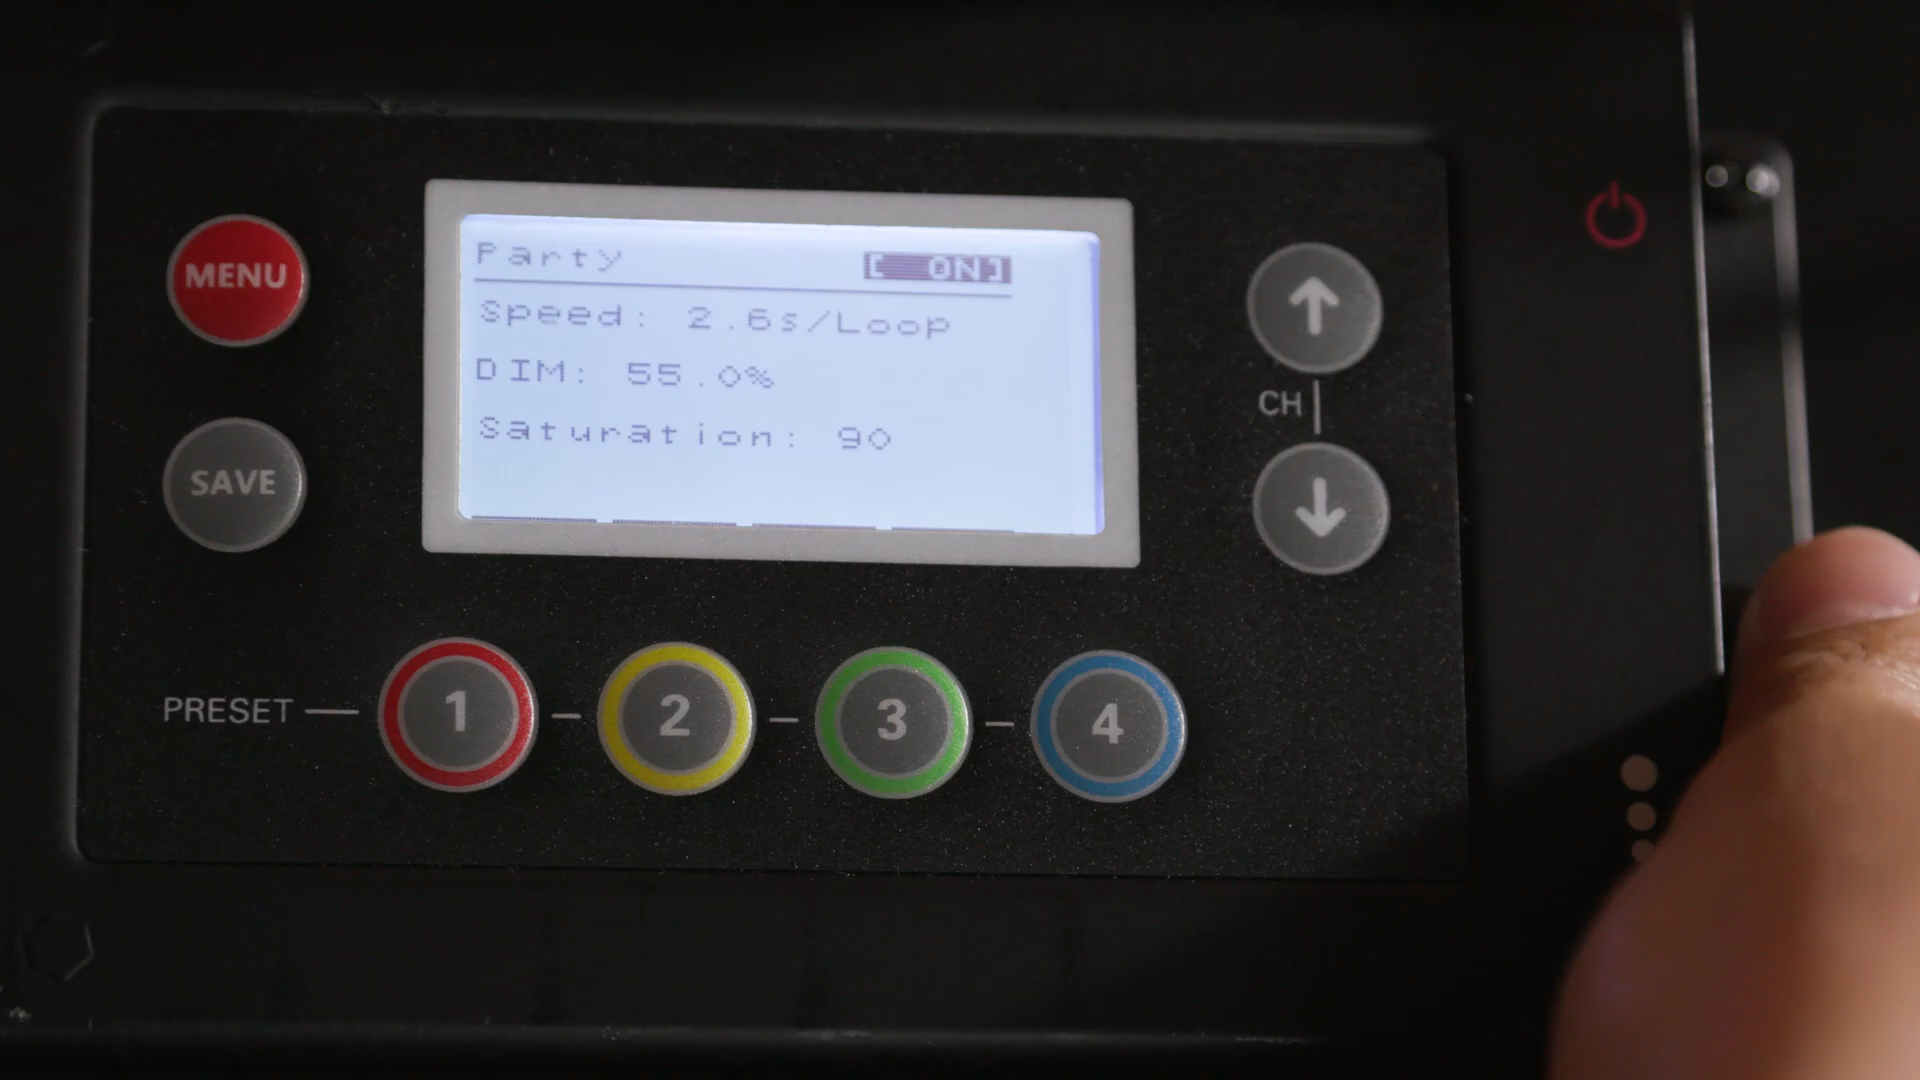 MENU
SAVE
Party [ ON]
Speed: 2.6s/Loop
DIM: 55.0%
Saturation: 90
CH
PRESET 1 2 3 4